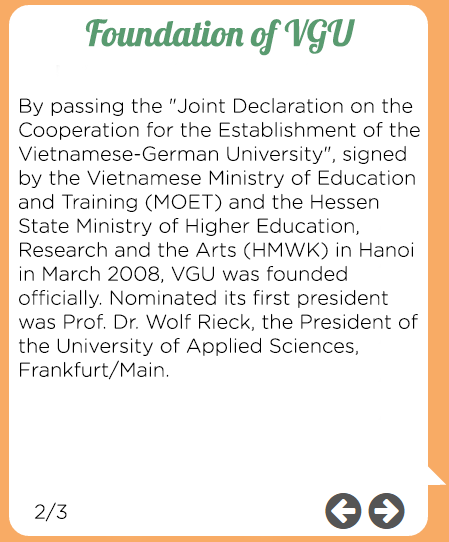 Foundation of VGU
By passing the "Joint Declaration on the
Cooperation for the Establishment of the
Vietnamese-German University", signed
by the Vietnamese Ministry of Education
and Training (MOET) and the Hessen
State Ministry of Higher Education,
Research and the Arts (HMWK) in Hanoi
in March 2008, VGU was founded
officially. Nominated its first president
was Prof. Dr. Wolf Rieck, the President of
the University of Applied Sciences,
Frankfurt/Main.
2/3